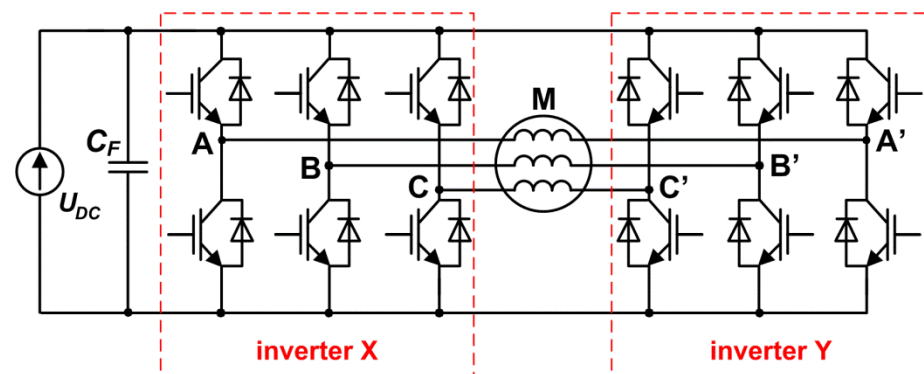 M
A
A’
C_F
B
B’
C
C’
U_DC
inverter X
inverter Y